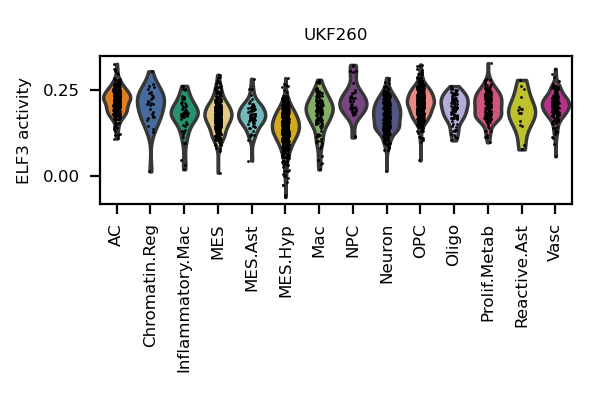 UKF260
ELF3 activity
0.25
0.00
AC
Chromatin.Reg
Inflammatory.Mac
MES
MES.Ast
MES.Hyp
Mac
NPC
Neuron
OPC
Oligo
Prolif.Metab
Reactive.Ast
Vasc